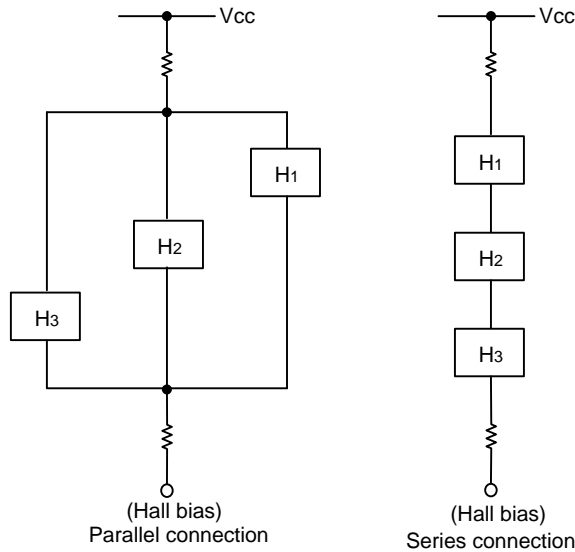 Vcc
H1
H2
H3
(Hall bias)
Parallel connection
Vcc
H1
H2
H3
(Hall bias)
Series connection